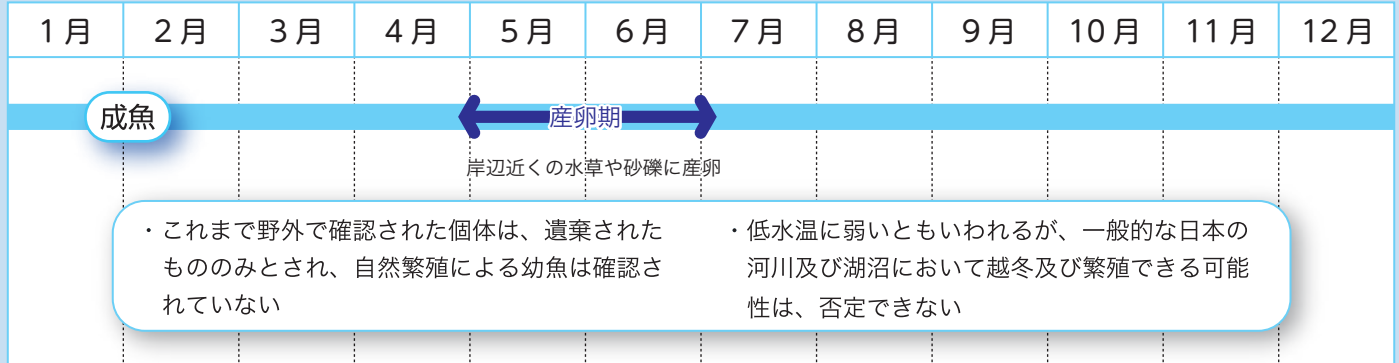 1月 2月 3月 4月 5月 6月 7月 8月 9月 10月 11月 12月
成魚
産卵期
岸辺近くの水草や砂礫に産卵
・これまで野外で確認された個体は、遺棄された
もののみとされ、自然繁殖による幼魚は確認さ
れていない
・低水温に弱いともいわれるが、一般的な日本の
河川及び湖沼において越冬及び繁殖できる可能
性は、否定できない